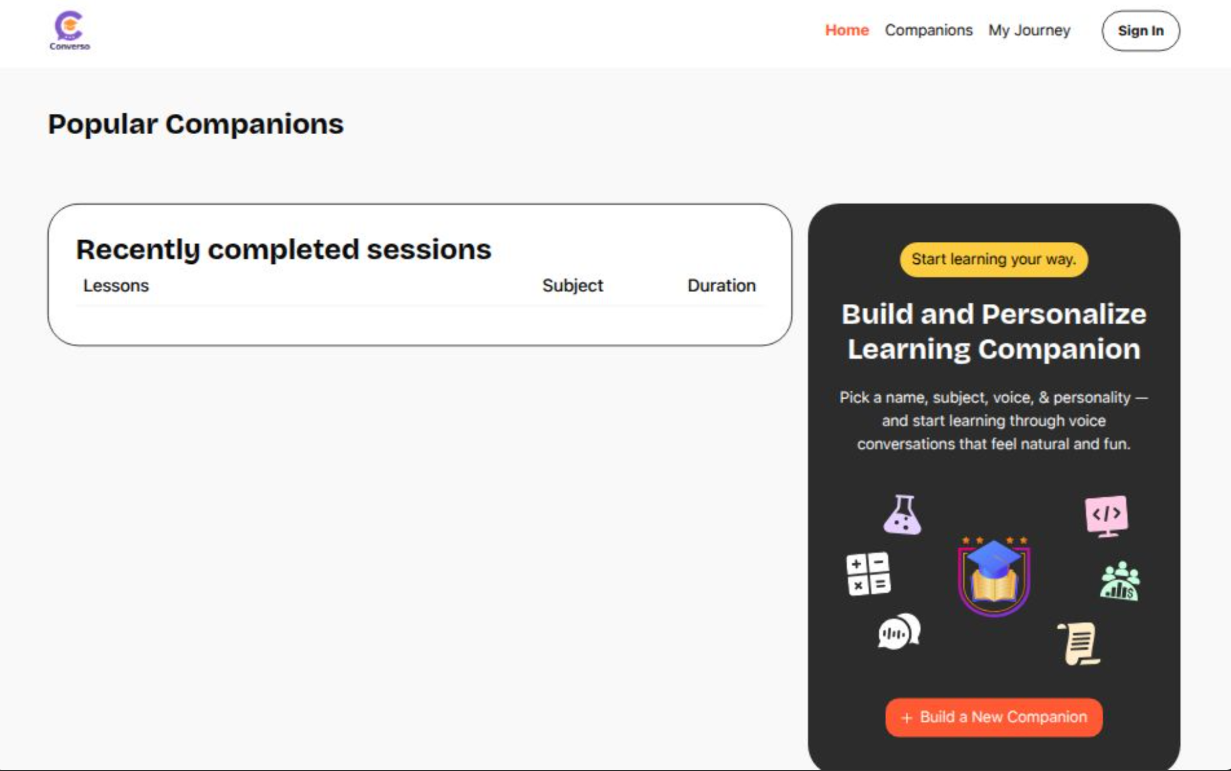 Converso
Home Companions My Journey Sign In
Popular Companions
Recently completed sessions
Lessons Subject Duration
Start learning your way.
Build and Personalize
Learning Companion
Pick a name, subject, voice, & personality —
and start learning through voice
conversations that feel natural and fun.
+ Build a New Companion